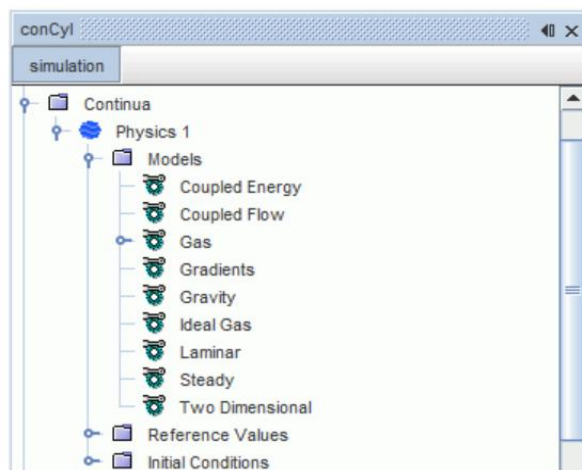 conCyl
simulation
Continua
Physics 1
Models
Coupled Energy
Coupled Flow
Gas
Gradients
Gravity
Ideal Gas
Laminar
Steady
Two Dimensional
Reference Values
Initial Conditions